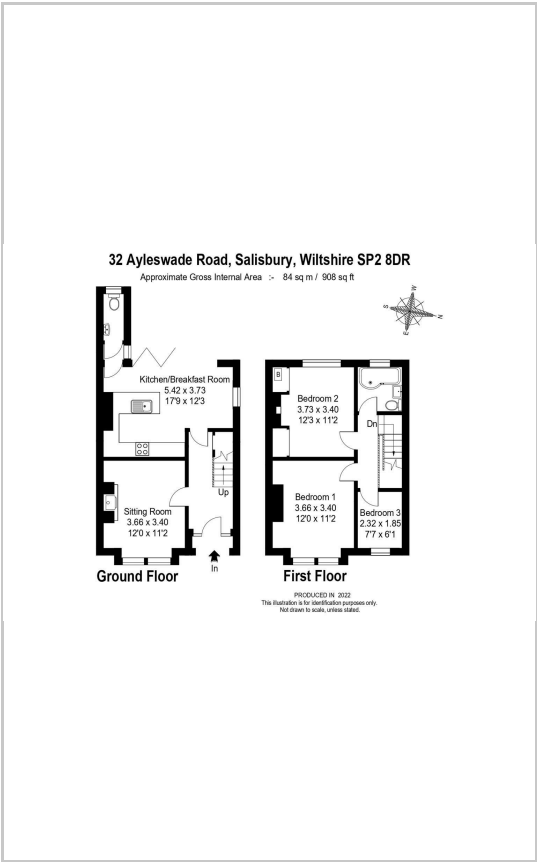 32 Ayleswade Road, Salisbury, Wiltshire SP2 8DR
Approximate Gross Internal Area :- 84 sq m / 908 sq ft
S
W
E
N
Kitchen/Breakfast Room
5.42 x 3.73
17'9 x 12'3
Sitting Room
3.66 x 3.40
12'0 x 11'2
Up
In
Ground Floor
B
Bedroom 2
3.73 x 3.40
12'3 x 11'2
Dn
Bedroom 1
3.66 x 3.40
12'0 x 11'2
Bedroom 3
2.32 x 1.85
7'7 x 6'1
First Floor
PRODUCED IN 2022
This illustration is for identification purposes only.
Not drawn to scale, unless stated.